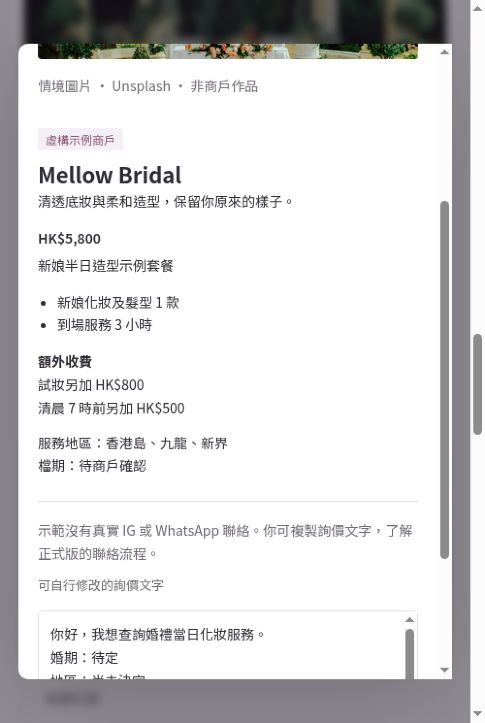 情境圖片 · Unsplash · 非商戶作品
虛構示例商戶
Mellow Bridal
清透底妝與柔和造型，保留你原來的樣子。
HK$5,800
新娘半日造型示例套餐
• 新娘化妝及髮型 1 款
• 到場服務 3 小時
額外收費
試妝另加 HK$800
清晨 7 時前另加 HK$500
服務地區：香港島、九龍、新界
檔期：待商戶確認
示範沒有真實 IG 或 WhatsApp 聯絡。你可複製詢價文字，了解
正式版的聯絡流程。
可自行修改的詢價文字
你好，我想查詢婚禮當日化妝服務。
婚期：待定
地區：尚未決定